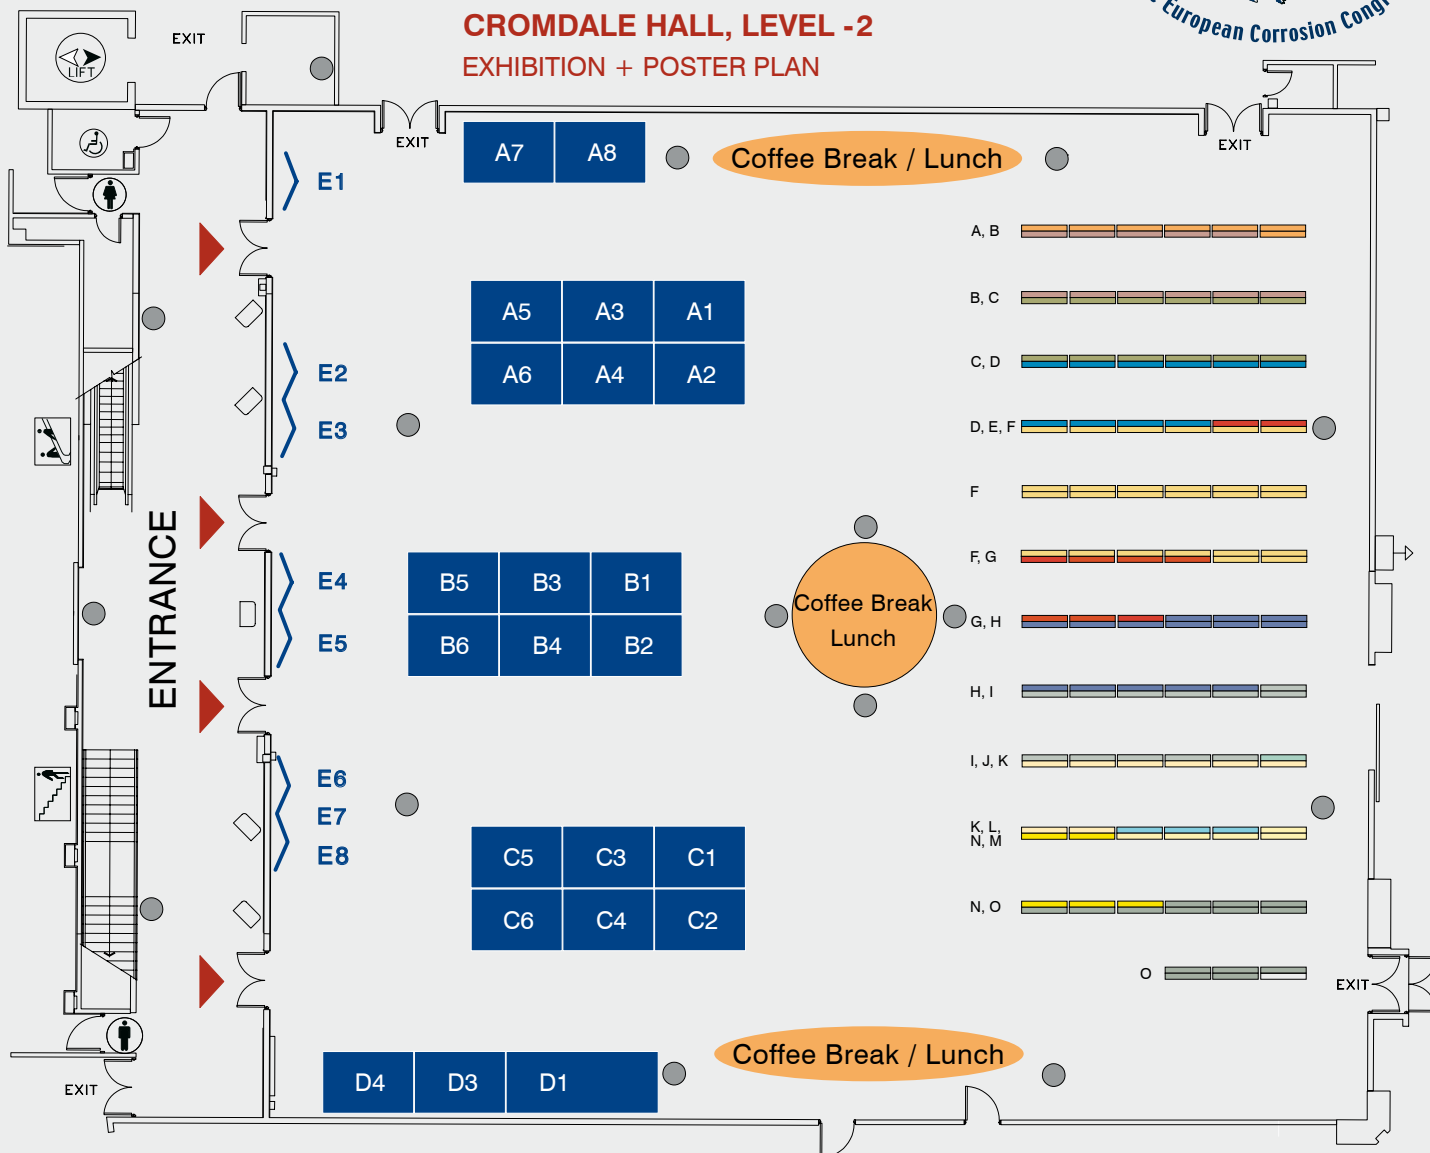 CROMDALE HALL, LEVEL -2
EXHIBITION + POSTER PLAN
European Corrosion
EXIT
LIFT
EXIT
EXIT
A7 A8
Coffee Break / Lunch
E1
A, B
B, C
A5 A3 A1
C, D
E2
A6 A4 A2
E3
D, E, F
F
ENTRANCE
F, G
E4
B5 B3 B1
Coffee Break
Lunch
G, H
E5
B6 B4 B2
H, I
I, J, K
E6
E7
K, L,
N, M
E8
C5 C3 C1
N, O
C6 C4 C2
O
EXIT
Coffee Break / Lunch
D4 D3 D1
EXIT